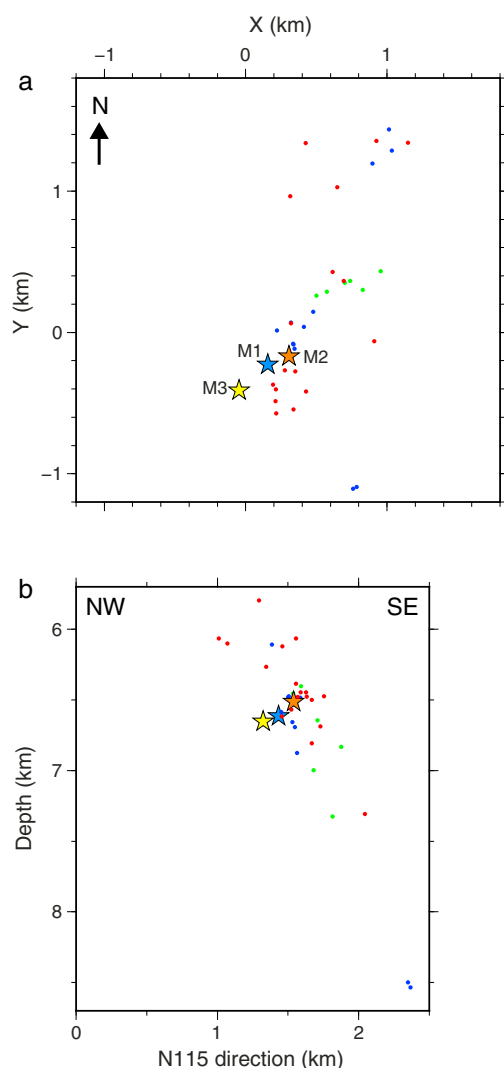 X (km)
−1 0 1
a
N
1
0
−1
Y (km)
M1
M2
M3
b
NW SE
6
7
8
Depth (km)
0 1 2
N115 direction (km)